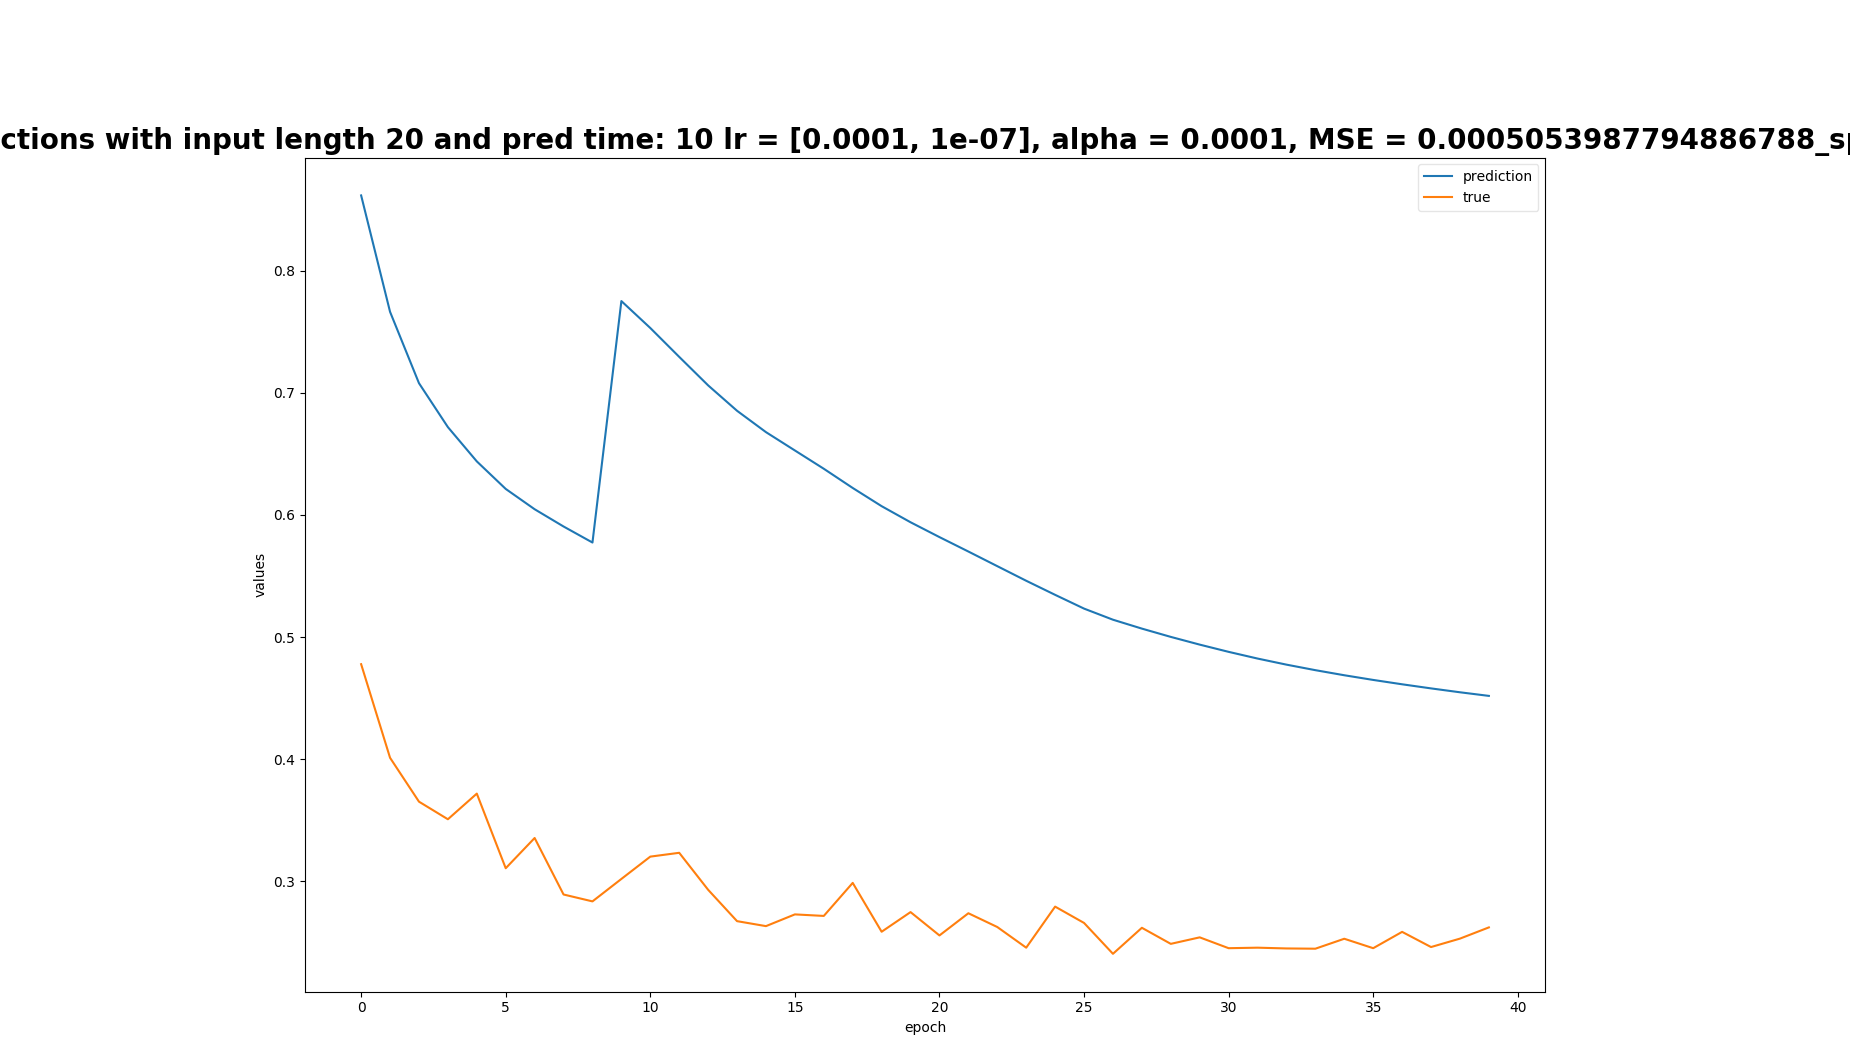 ctions with input length 20 and pred time: 10 lr = [0.0001, 1e-07], alpha = 0.0001, MSE = 0.0005053987794886788_sp
prediction
true
0.8
0.7
0.6
0.5
0.4
0.3
values
0 5 10 15 20 25 30 35 40
epoch